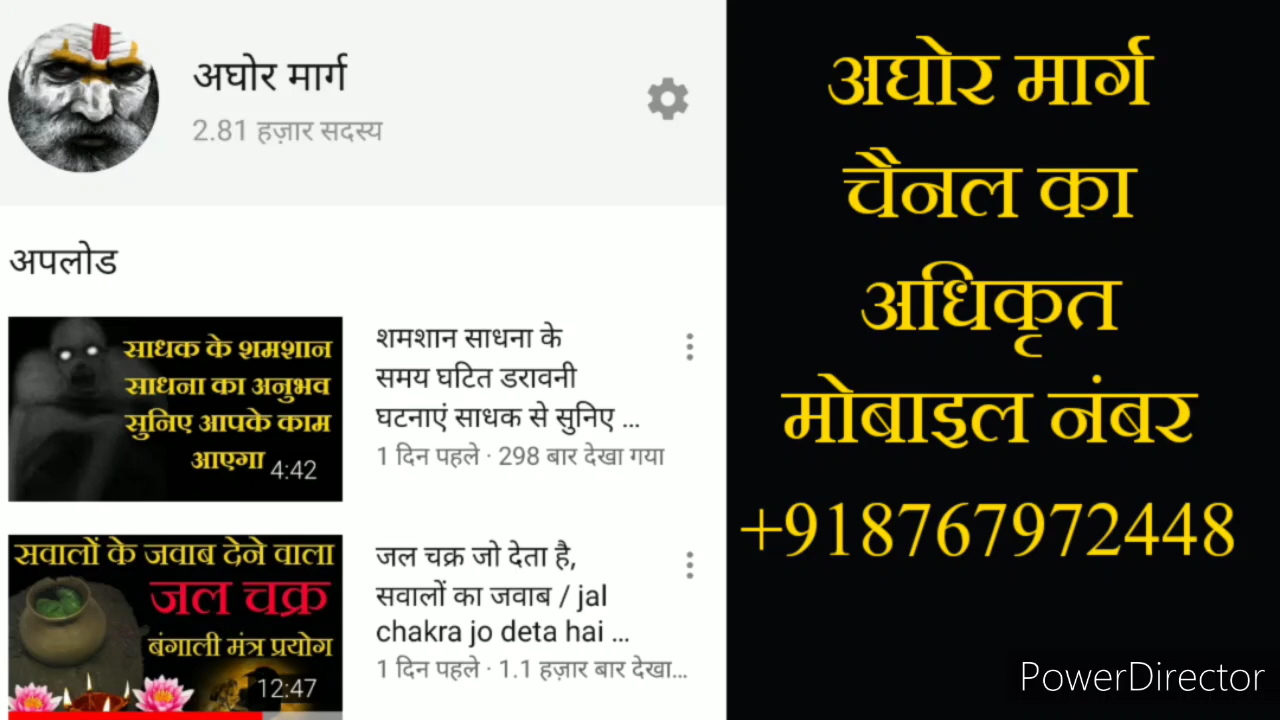 अघोर मार्ग
2.81 हज़ार सदस्य
अपलोड
साधक के शमशान
साधना का अनुभव
सुनिए आपके काम
आएगा
4:42
शमशान साधना के
समय घटित डरावनी
घटनाएं साधक से सुनिए ...
1 दिन पहले · 298 बार देखा गया
सवालों के जवाब देने वाला
जल चक्र
बंगाली मंत्र प्रयोग
12:47
जल चक्र जो देता है,
सवालों का जवाब / jal
chakra jo deta hai ...
1 दिन पहले · 1.1 हज़ार बार देखा...
अघोर मार्ग
चैनल का
अधिकृत
मोबाइल नंबर
+918767972448
PowerDirector